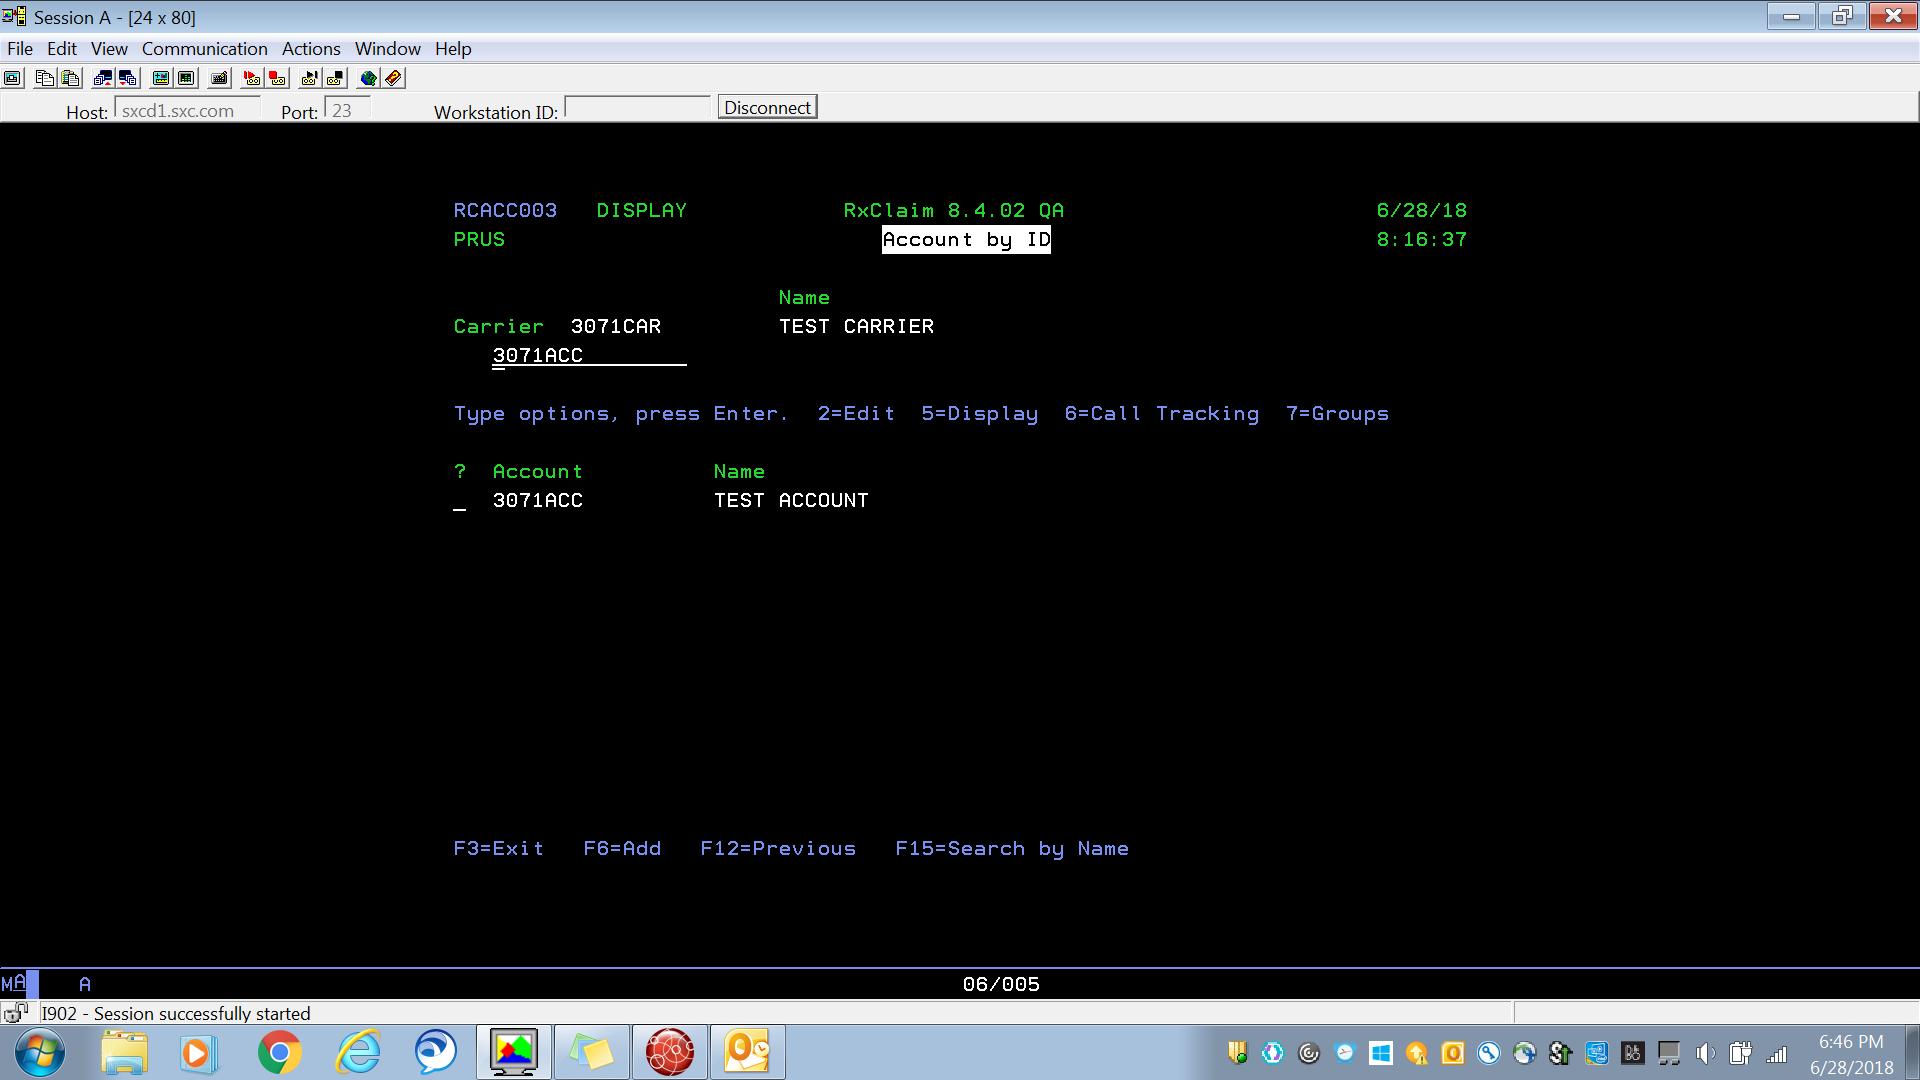 Session A - [24 x 80]
File Edit View Communication Actions Window Help
Host: sxcd1.sxc.com Port: 23 Workstation ID: Disconnect
RCACC003 DISPLAY RxClaim 8.4.02 QA 6/28/18
PRUS Account by ID 8:16:37
Name
Carrier 3071CAR TEST CARRIER
3071ACC
Type options, press Enter. 2=Edit 5=Display 6=Call Tracking 7=Groups
? Account Name
_ 3071ACC TEST ACCOUNT
F3=Exit F6=Add F12=Previous F15=Search by Name
MA A 06/005
I902 - Session successfully started
6:46 PM
6/28/2018